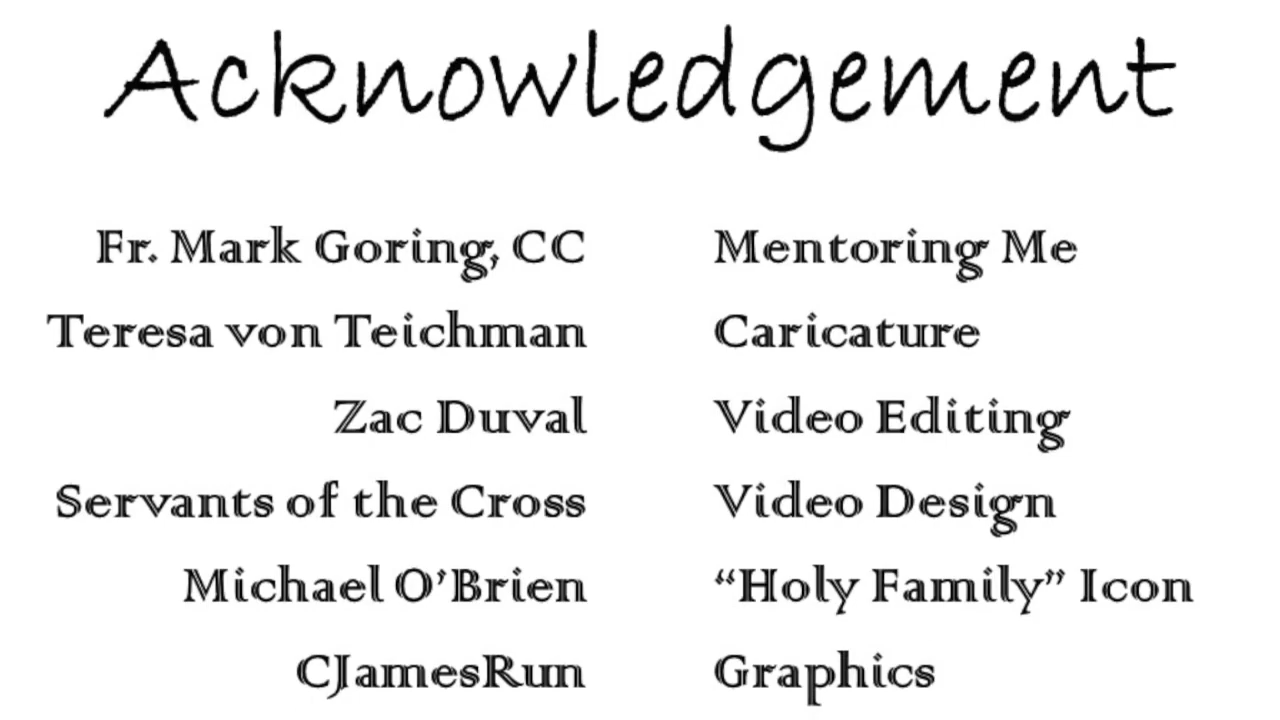 Acknowledgement
Fr. Mark Goring, CC Mentoring Me
Teresa von Teichman Caricature
Zac Duval Video Editing
Servants of the Cross Video Design
Michael O’Brien “Holy Family” Icon
CJamesRun Graphics